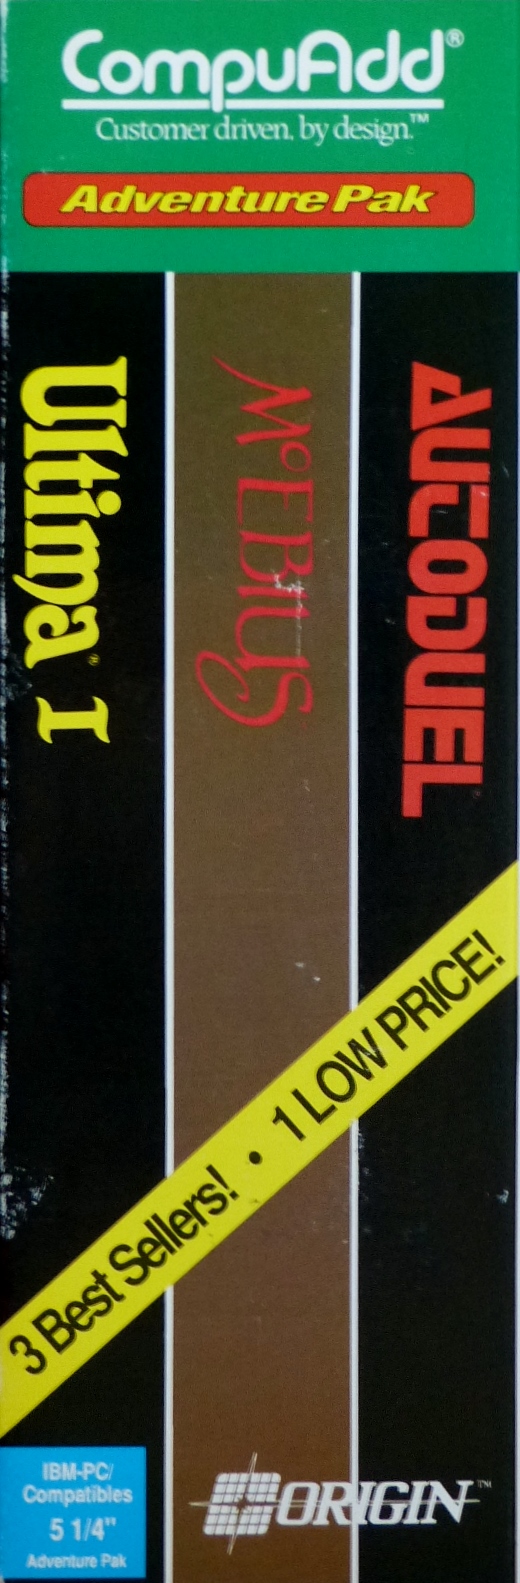 CompuAdd®
Customer driven, by design.™
Adventure Pak
Ultima® I
MoEBIUS
AUTODUEL®
3 Best Sellers! • 1 LOW PRICE!
IBM-PC/
Compatibles
5 1/4"
Adventure Pak
ORIGIN™